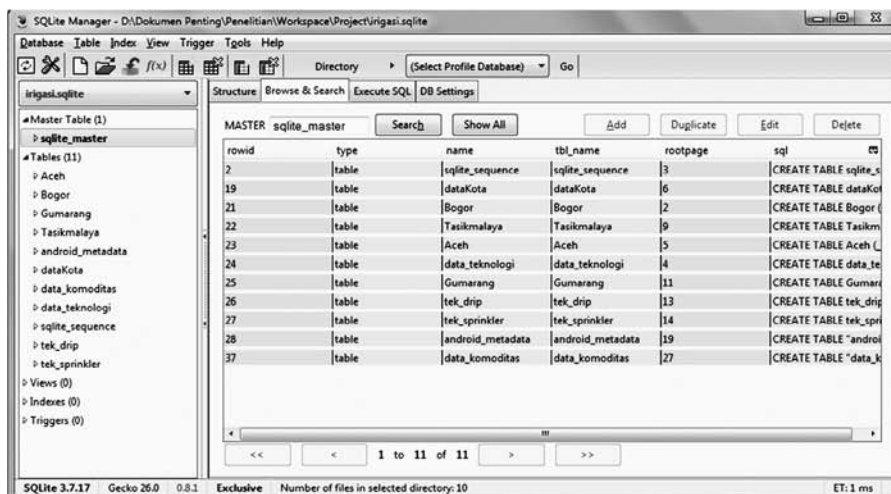 SQLite Manager - D:\Dokumen Penting\Penelitian\Workspace\Project\irigasi.sqlite
Database Table Index View Trigger Tools Help
f(x) Directory (Select Profile Database) Go
irigasi.sqlite
Master Table (1)
sqlite_master
Tables (11)
Aceh
Bogor
Gumarang
Tasikmalaya
android_metadata
dataKota
data_komoditas
data_teknologi
sqlite_sequence
tek_drip
tek_sprinkler
Views (0)
Indexes (0)
Triggers (0)
Structure Browse & Search Execute SQL DB Settings
MASTER sqlite_master Search Show All Add Duplicate Edit Delete
rowid type name tbl_name rootpage sql
2 table sqlite_sequence sqlite_sequence 3 CREATE TABLE sqlite_s
19 table dataKota dataKota 6 CREATE TABLE dataKot
21 table Bogor Bogor 2 CREATE TABLE Bogor (
22 table Tasikmalaya Tasikmalaya 9 CREATE TABLE Tasikm
23 table Aceh Aceh 5 CREATE TABLE Aceh (_
24 table data_teknologi data_teknologi 4 CREATE TABLE data_te
25 table Gumarang Gumarang 11 CREATE TABLE Gumara
26 table tek_drip tek_drip 13 CREATE TABLE tek_drip
27 table tek_sprinkler tek_sprinkler 14 CREATE TABLE tek_spri
28 table android_metadata android_metadata 19 CREATE TABLE "androi
37 table data_komoditas data_komoditas 27 CREATE TABLE "data_k
<< < 1 to 11 of 11 > >>
SQLite 3.7.17 Gecko 26.0 0.8.1 Exclusive Number of files in selected directory: 10 ET: 1 ms